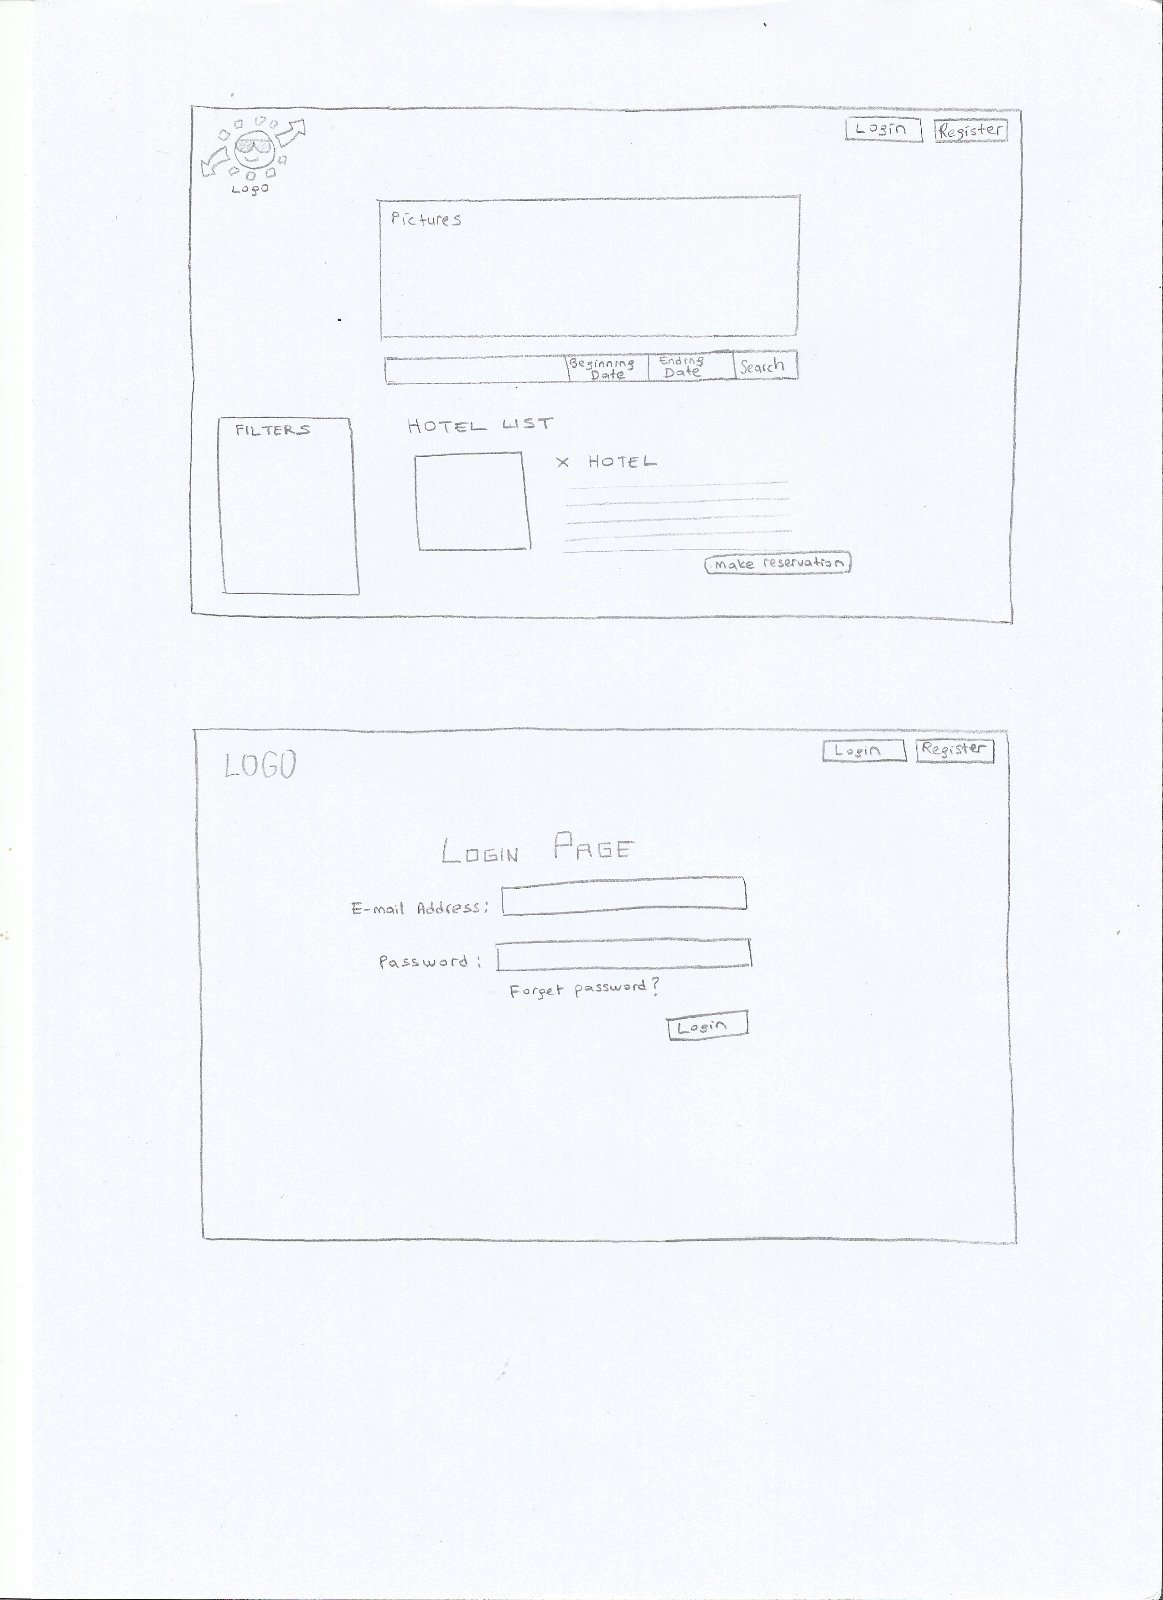 Login Register
Logo
Pictures
Beginning Date Ending Date Search
FILTERS
HOTEL LIST
X HOTEL
make reservation
LOGO
Login Register
LOGIN PAGE
E-mail Address:
Password:
Forget password?
Login